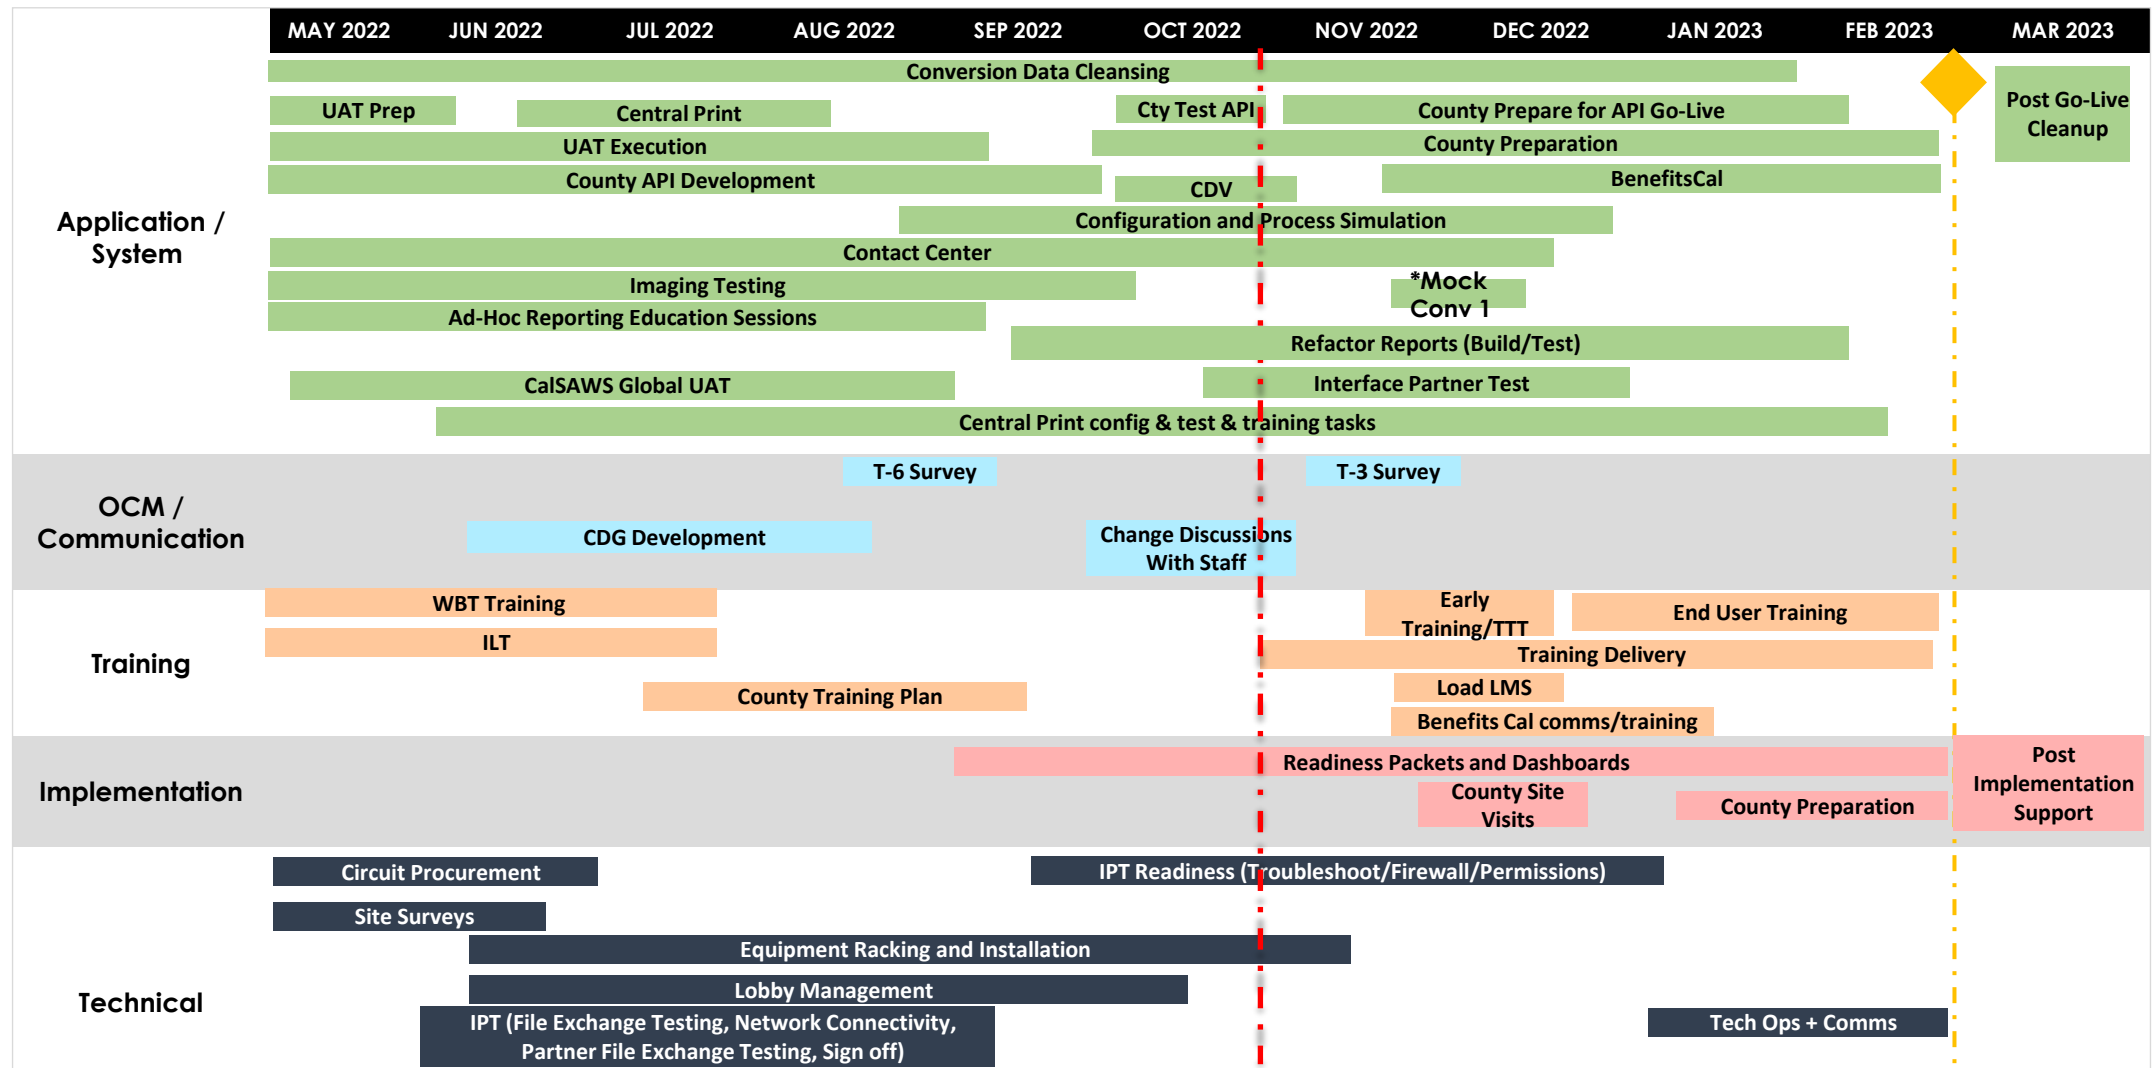 MAY 2022 JUN 2022 JUL 2022 AUG 2022 SEP 2022 OCT 2022 NOV 2022 DEC 2022 JAN 2023 FEB 2023 MAR 2023
Application /
System
Conversion Data Cleansing
UAT Prep
Central Print
Cty Test API
County Prepare for API Go-Live
Post Go-Live
Cleanup
UAT Execution
County Preparation
County API Development
CDV
BenefitsCal
Configuration and Process Simulation
Contact Center
Imaging Testing
*Mock
Conv 1
Ad-Hoc Reporting Education Sessions
Refactor Reports (Build/Test)
CalSAWS Global UAT
Interface Partner Test
Central Print config & test & training tasks
OCM /
Communication
T-6 Survey
T-3 Survey
CDG Development
Change Discussions
With Staff
Training
WBT Training
Early
Training/TTT
End User Training
ILT
Training Delivery
County Training Plan
Load LMS
Benefits Cal comms/training
Implementation
Readiness Packets and Dashboards
County Site
Visits
County Preparation
Post
Implementation
Support
Technical
Circuit Procurement
IPT Readiness (Troubleshoot/Firewall/Permissions)
Site Surveys
Equipment Racking and Installation
Lobby Management
IPT (File Exchange Testing, Network Connectivity,
Partner File Exchange Testing, Sign off)
Tech Ops + Comms